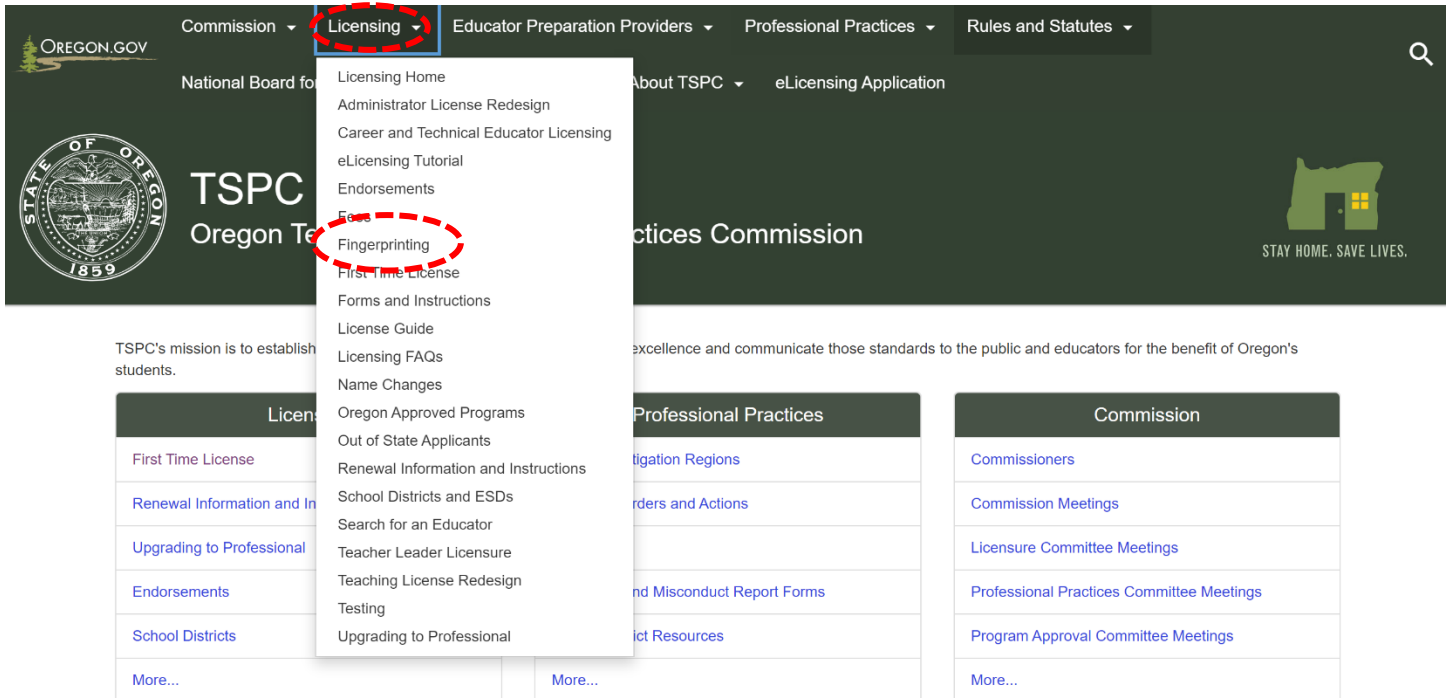 Commission
Licensing
Educator Preparation Providers
Professional Practices
Rules and Statutes
OREGON.GOV
National Board fo
About TSPC
eLicensing Application
Licensing Home
Administrator License Redesign
Career and Technical Educator Licensing
eLicensing Tutorial
Endorsements
Fees
Fingerprinting
First Time License
Forms and Instructions
License Guide
Licensing FAQs
Name Changes
Oregon Approved Programs
Out of State Applicants
Renewal Information and Instructions
School Districts and ESDs
Search for an Educator
Teacher Leader Licensure
Teaching License Redesign
Testing
Upgrading to Professional
STATE OF OREGON
1859
TSPC
Oregon Te
ctices Commission
STAY HOME. SAVE LIVES.
TSPC's mission is to establish
excellence and communicate those standards to the public and educators for the benefit of Oregon's
students.
Licens
First Time License
Renewal Information and In
Upgrading to Professional
Endorsements
School Districts
More...
Professional Practices
tigation Regions
rders and Actions
nd Misconduct Report Forms
ict Resources
More...
Commission
Commissioners
Commission Meetings
Licensure Committee Meetings
Professional Practices Committee Meetings
Program Approval Committee Meetings
More...